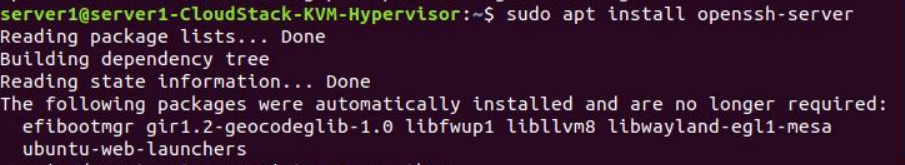 server1@server1-CloudStack-KVM-Hypervisor:~$ sudo apt install openssh-server
Reading package lists... Done
Building dependency tree
Reading state information... Done
The following packages were automatically installed and are no longer required:
  efibootmgr gir1.2-geocodeglib-1.0 libfwup1 libllvm8 libwayland-egl1-mesa
  ubuntu-web-launchers